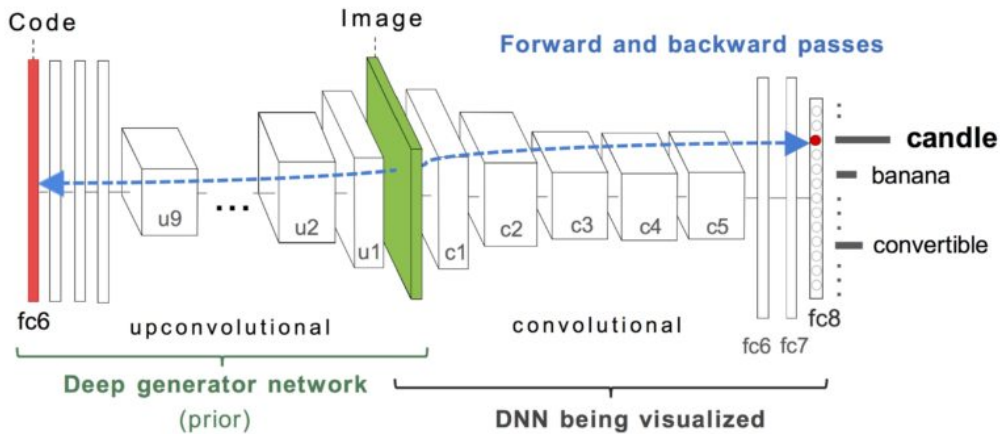 Code
Image
Forward and backward passes
candle
banana
convertible
u9
...
u2
u1
c1
c2
c3
c4
c5
fc6
upconvolutional
convolutional
fc6
fc7
fc8
Deep generator network
(prior)
DNN being visualized